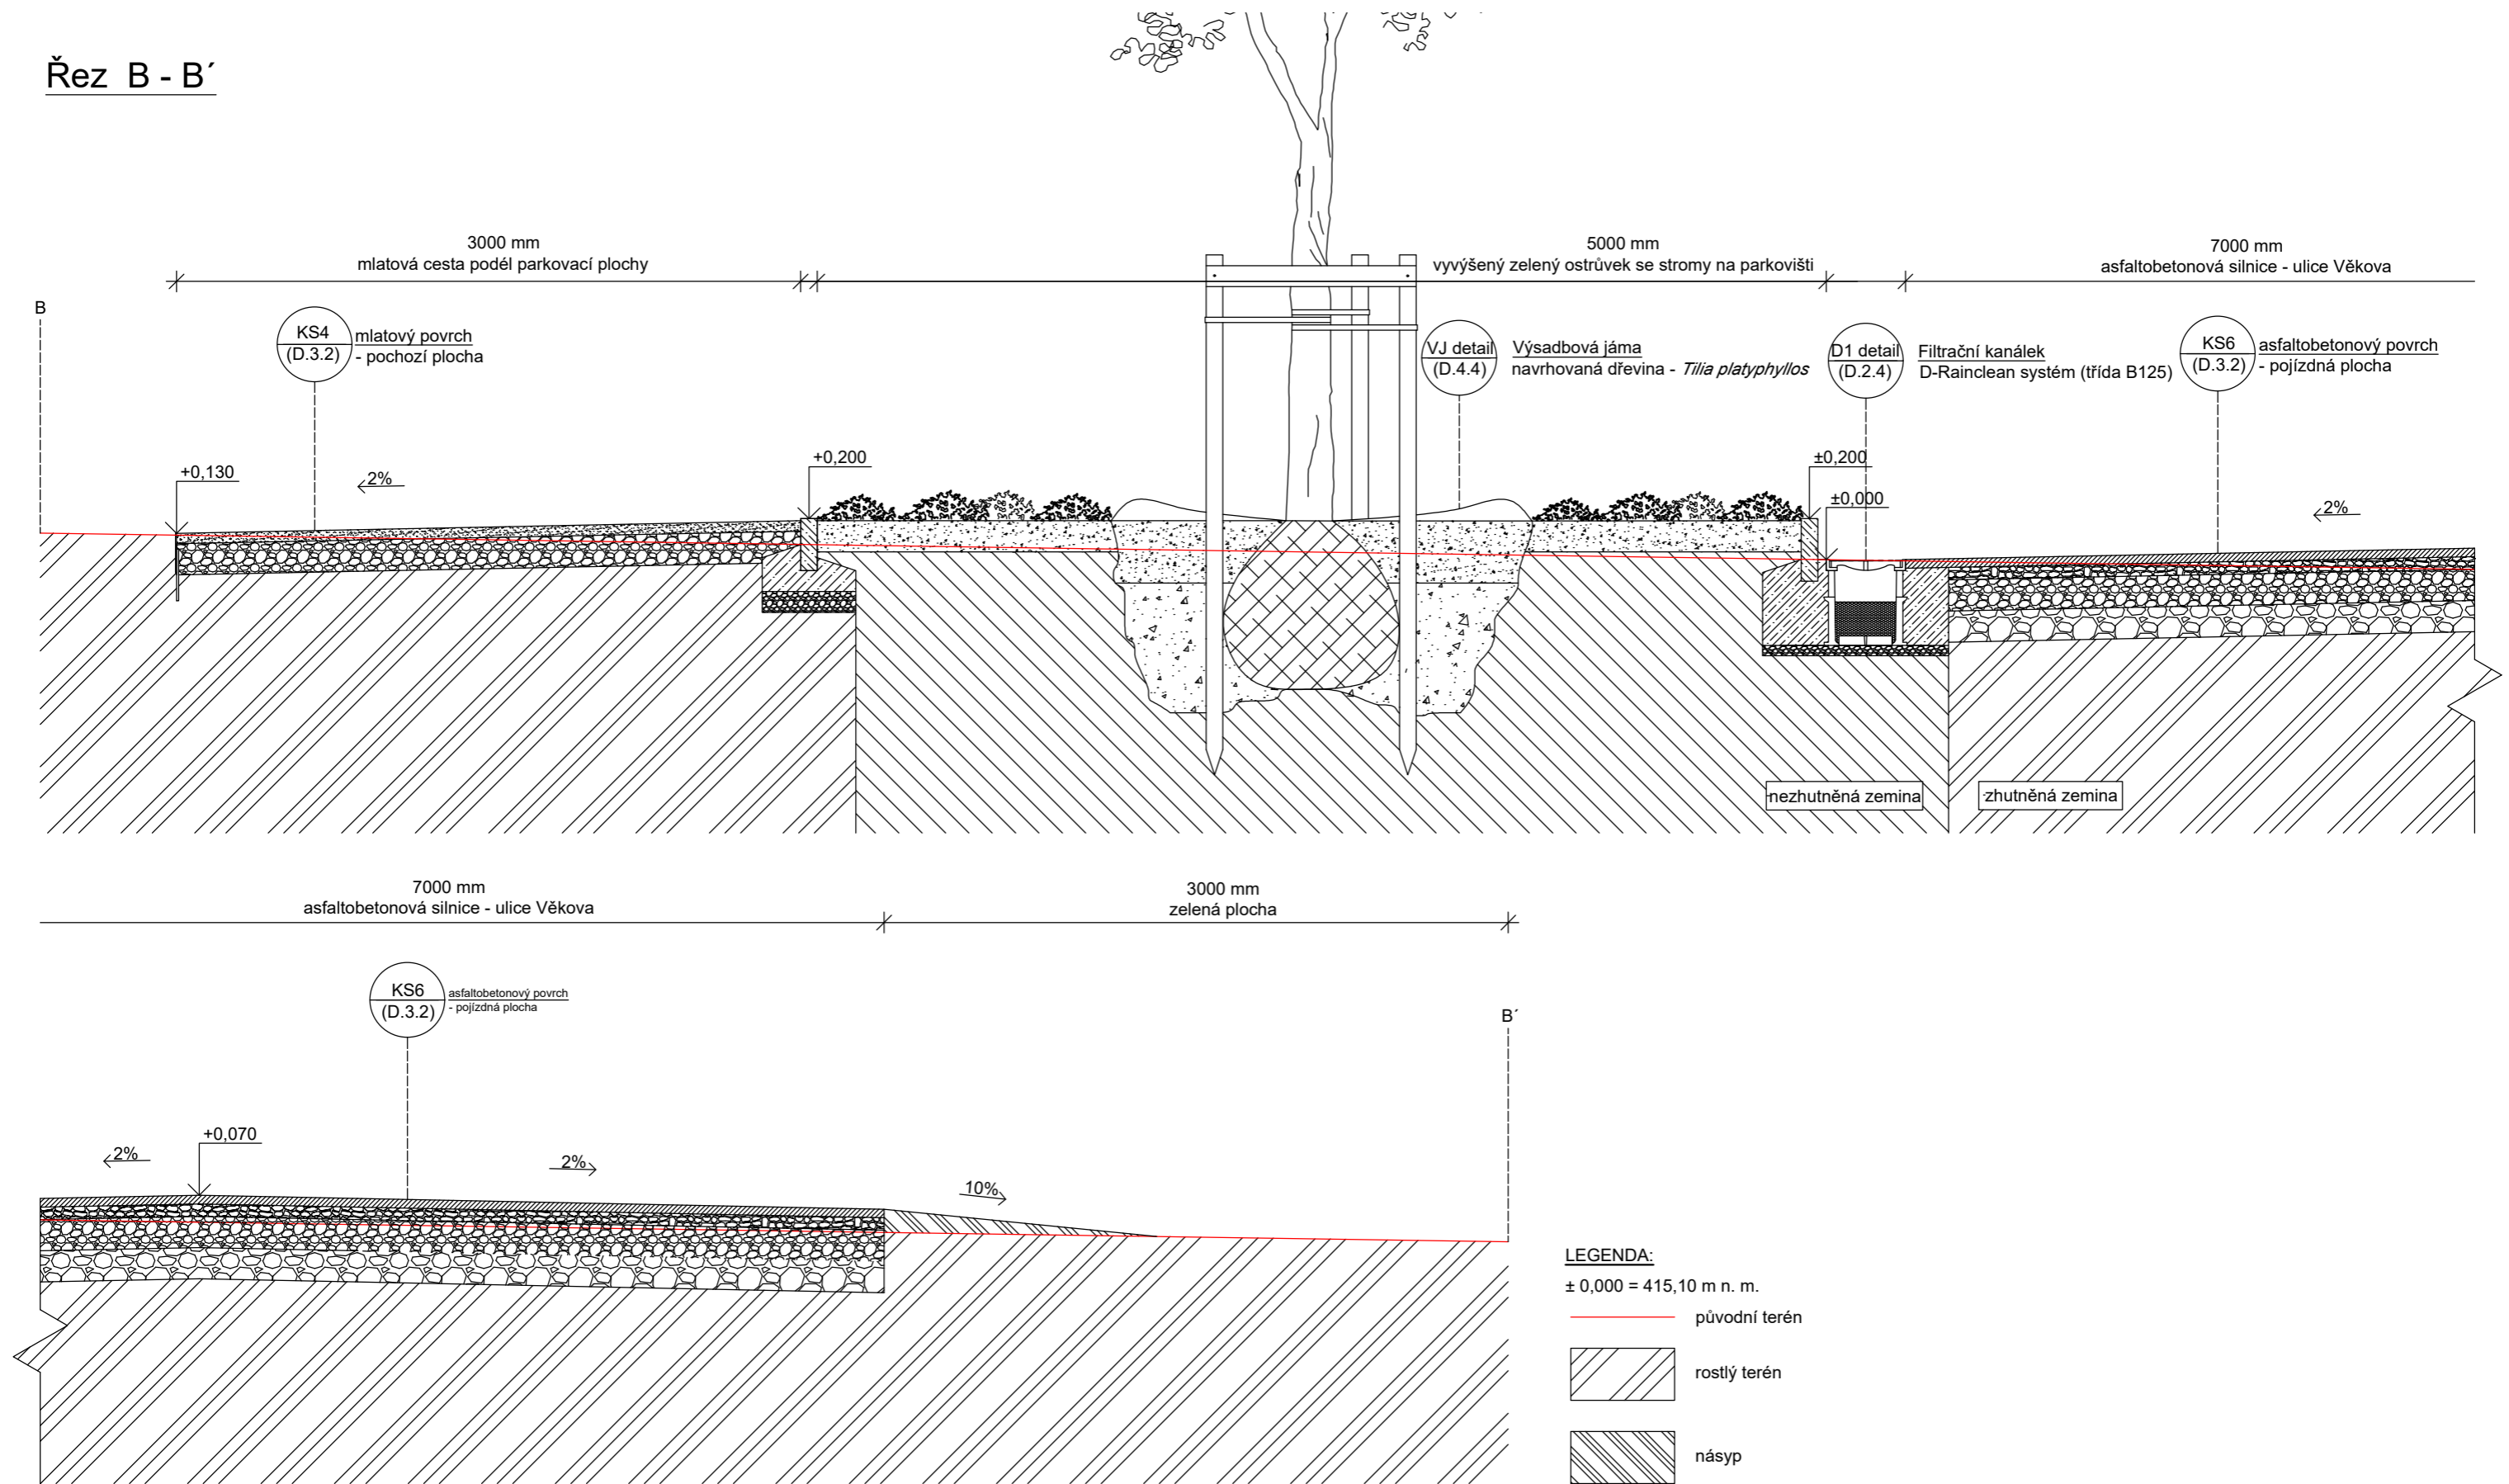 Řez B - B´
3000 mm
mlatová cesta podél parkovací plochy
5000 mm
vyvýšený zelený ostrůvek se stromy na parkovišti
7000 mm
asfaltobetonová silnice - ulice Věkova
B
KS4
(D.3.2)
mlatový povrch
- pochozí plocha
VJ detail
(D.4.4)
Výsadbová jáma
navrhovaná dřevina - Tilia platyphyllos
D1 detail
(D.2.4)
Filtrační kanálek
D-Rainclean systém (třída B125)
KS6
(D.3.2)
asfaltobetonový povrch
- pojízdná plocha
+0,130
2%
+0,200
±0,200
±0,000
2%
-nezhutněná zemina
-zhutněná zemina
7000 mm
asfaltobetonová silnice - ulice Věkova
3000 mm
zelená plocha
KS6
(D.3.2)
asfaltobetonový povrch
- pojízdná plocha
B´
2%
+0,070
2%
10%
LEGENDA:
± 0,000 = 415,10 m n. m.
původní terén
rostlý terén
násyp